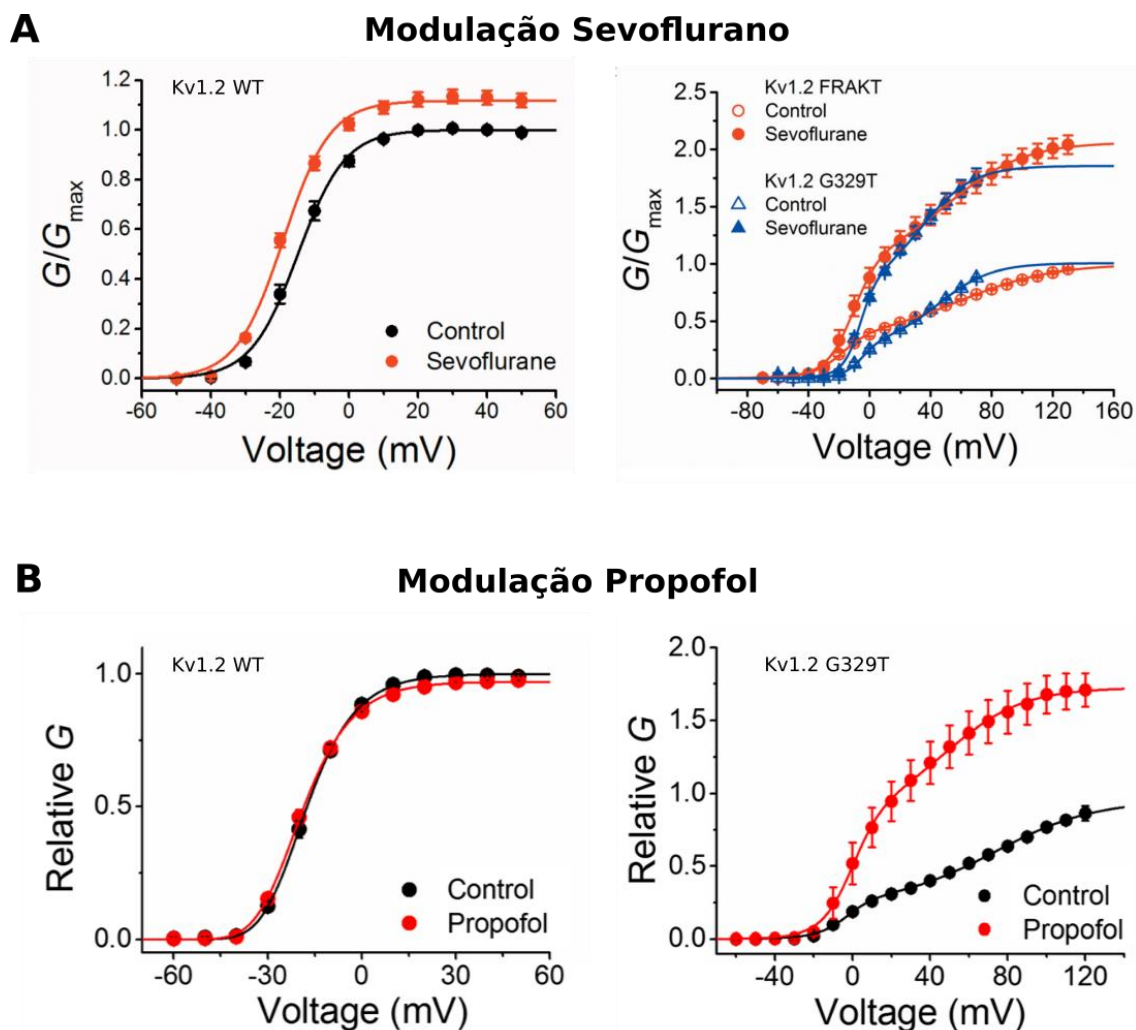 A
Modulação Sevoflurano
Kv1.2 WT
G/Gmax
1.2
1.0
0.8
0.6
0.4
0.2
0.0
Control
Sevoflurane
-60 -40 -20 0 20 40 60
Voltage (mV)
Kv1.2 FRAKT
Control
Sevoflurane
Kv1.2 G329T
Control
Sevoflurane
G/Gmax
2.5
2.0
1.5
1.0
0.5
0.0
-80 -40 0 40 80 120 160
Voltage (mV)
B
Modulação Propofol
Kv1.2 WT
Relative G
1.0
0.5
0.0
Control
Propofol
-60 -30 0 30 60
Voltage (mV)
Kv1.2 G329T
Relative G
2.0
1.5
1.0
0.5
0.0
Control
Propofol
-40 0 40 80 120
Voltage (mV)